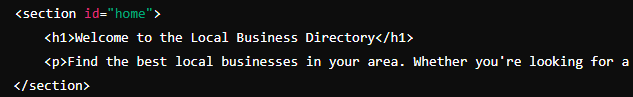 <section id="home">
<h1>Welcome to the Local Business Directory</h1>
<p>Find the best local businesses in your area. Whether you're looking for a
</section>